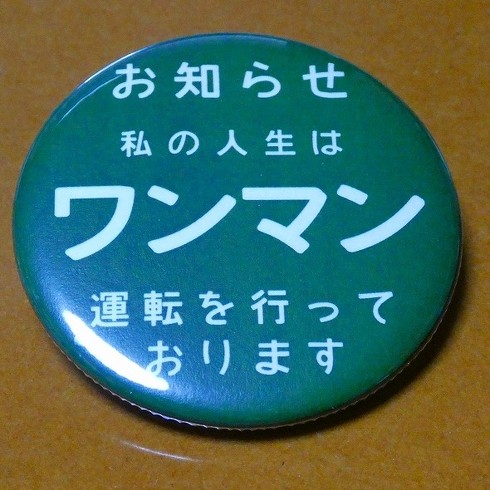 お知らせ
私の人生は
ワンマン
運転を行って
おります